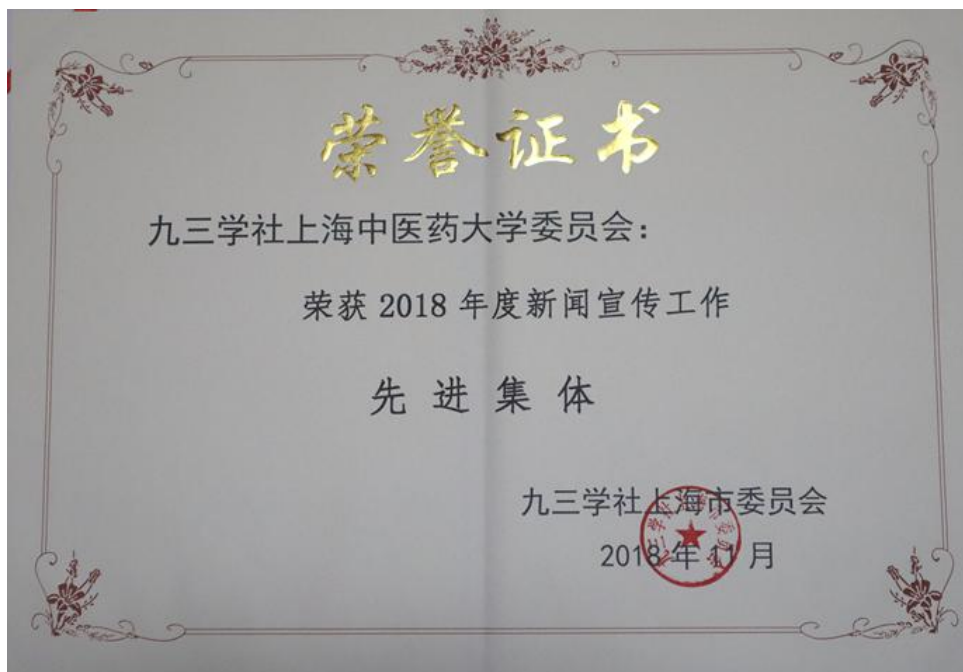 荣誉证书
九三学社上海中医药大学委员会：
荣获 2018 年度新闻宣传工作
先进集体
九三学社上海市委员会
2018 年 11 月